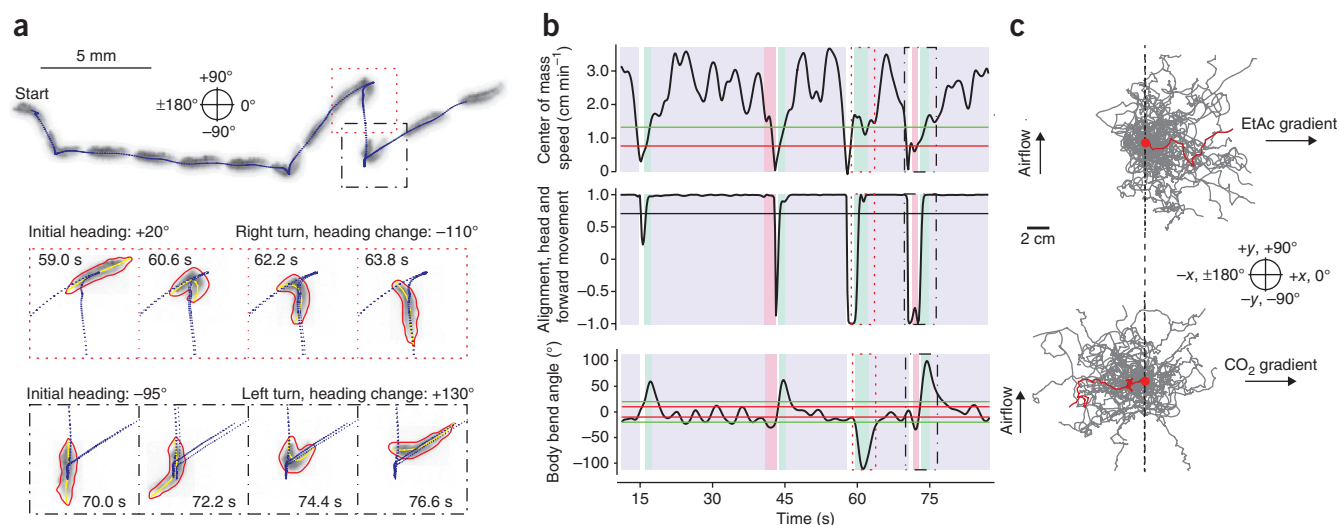 a
5 mm
Start
+90°
±180°
0°
−90°
Initial heading: +20°
Right turn, heading change: −110°
59.0 s
60.6 s
62.2 s
63.8 s
Initial heading: −95°
Left turn, heading change: +130°
70.0 s
72.2 s
74.4 s
76.6 s
b
Center of mass
speed (cm min⁻¹)
3.0
2.0
1.0
0
Alignment, head and
forward movement
1.0
0.5
0
−0.5
−1.0
Body bend angle (°)
100
50
0
−50
−100
15
30
45
60
75
Time (s)
c
Airflow
EtAc gradient
2 cm
+y, +90°
−x, ±180°
+x, 0°
−y, −90°
Airflow
CO₂ gradient